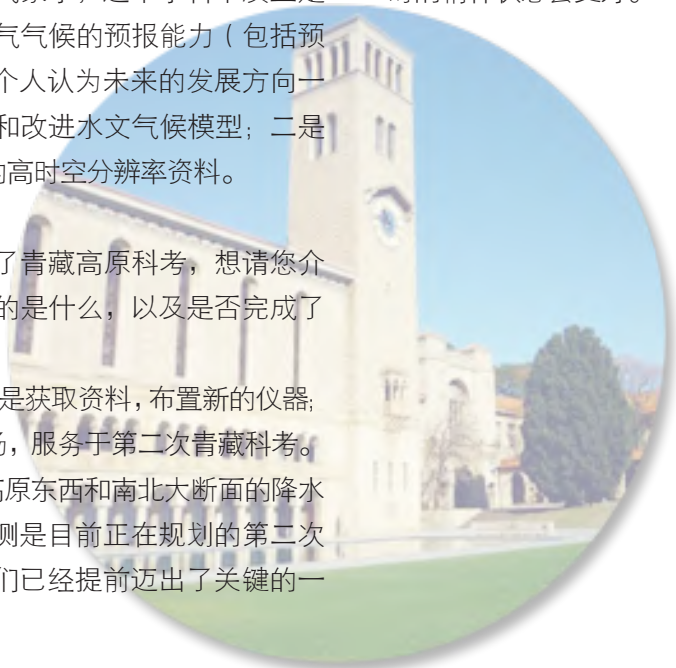 气候的预报能力（包括预
个人认为未来的发展方向一
和改进水文气候模型；二是
高时空分辨率资料。
了青藏高原科考，想请您介
的是什么，以及是否完成了
是获取资料，布置新的仪器；
，服务于第二次青藏科考。
高原东西和南北大断面的降水
测是目前正在规划的第二次
们已经提前迈出了关键的一